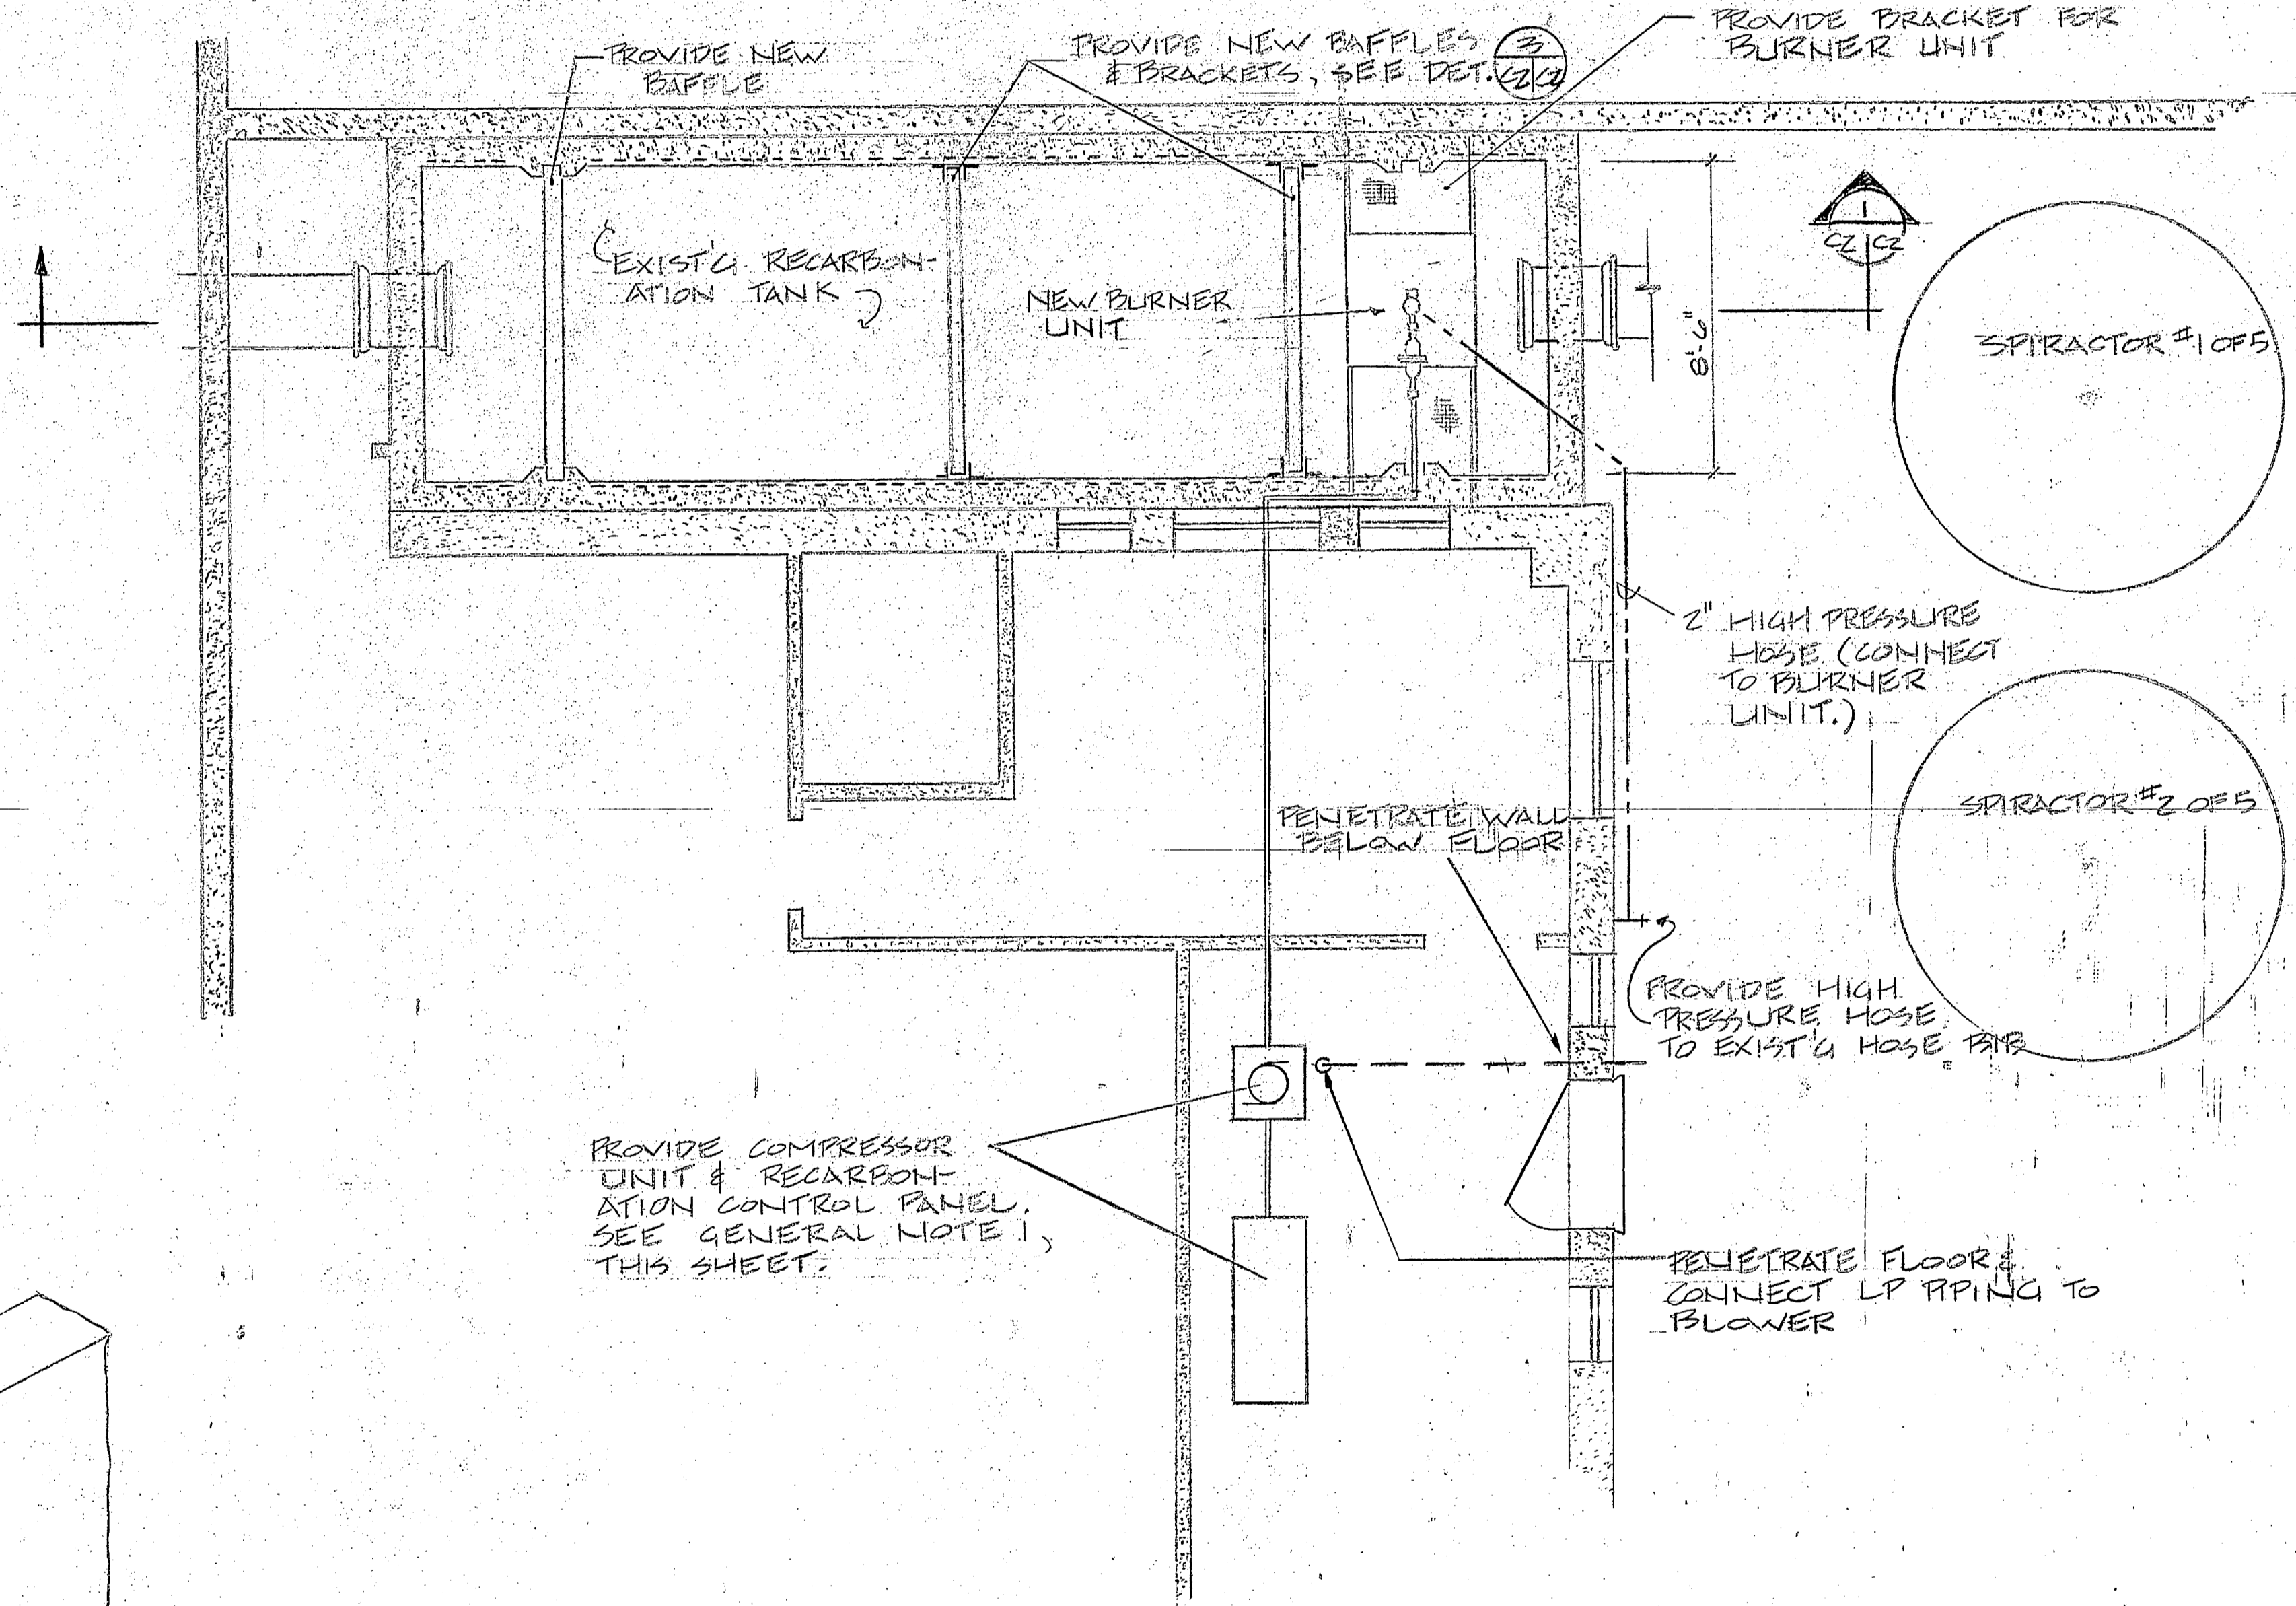 PROVIDE NEW
BAFFLE
PROVIDE NEW BAFFLES
& BRACKETS, SEE DET.
3
C2 C2
PROVIDE BRACKET FOR
BURNER UNIT
EXIST'G RECARBON-
ATION TANK
NEW BURNER
UNIT
8'-6"
C2 C2
SPIRACTOR #1 OF 5
2" HIGH PRESSURE
HOSE (CONNECT
TO BURNER
UNIT.)
SPIRACTOR #2 OF 5
PENETRATE WALL
BELOW FLOOR
PROVIDE HIGH
PRESSURE HOSE
TO EXIST'G HOSE BIB
PROVIDE COMPRESSOR
UNIT & RECARBON-
ATION CONTROL PANEL.
SEE GENERAL NOTE 1,
THIS SHEET.
PENETRATE FLOOR &
CONNECT LP PIPING TO
BLOWER